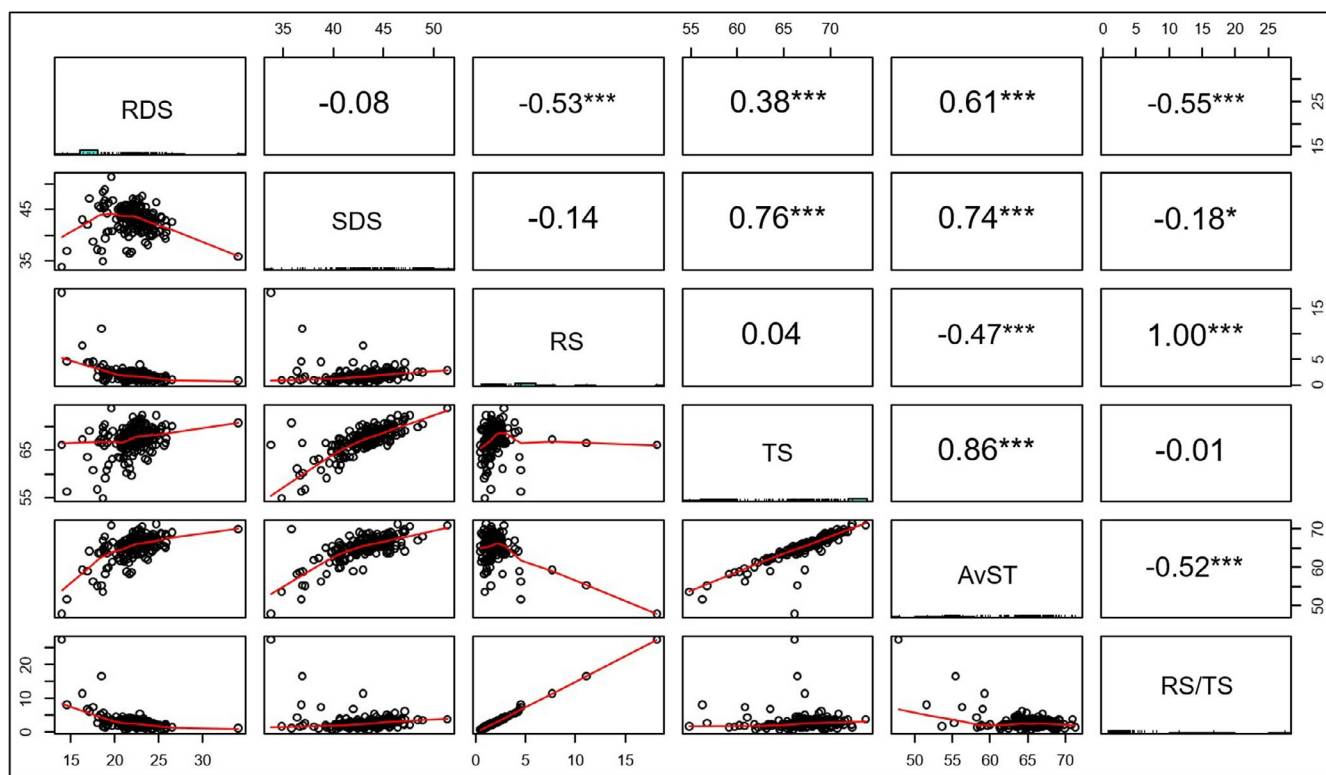 35 40 45 50 55 60 65 70 0 5 10 15 20 25
RDS -0.08 -0.53*** 0.38*** 0.61*** -0.55*** 15 25
35 45 SDS -0.14 0.76*** 0.74*** -0.18*
RS 0.04 -0.47*** 1.00*** 0 5 10 15
55 65 TS 0.86*** -0.01
AvST -0.52*** 50 60 70
0 10 20 RS/TS
15 20 25 30 0 5 10 15 50 55 60 65 70